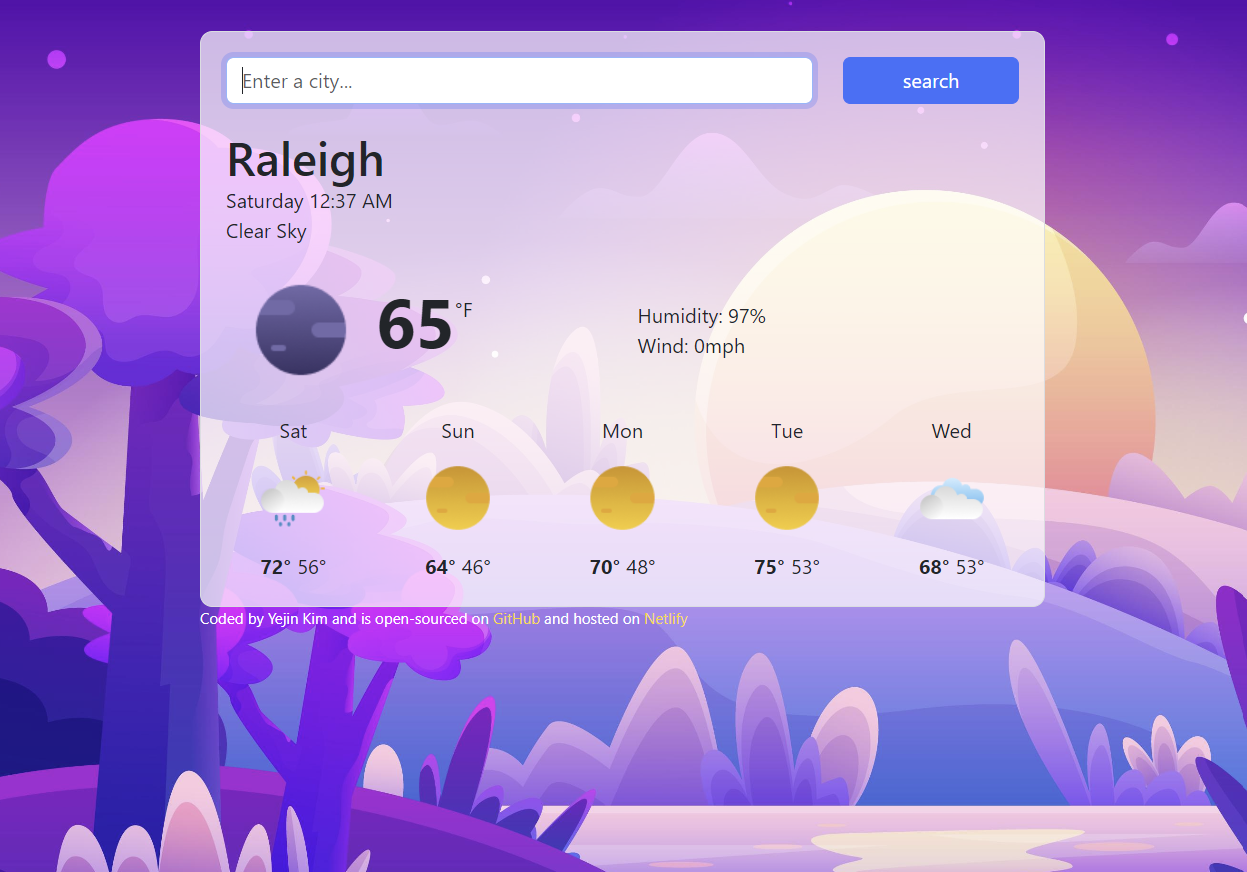 Enter a city...
search
Raleigh
Saturday 12:37 AM
Clear Sky
65 °F
Humidity: 97%
Wind: 0mph
Sat Sun Mon Tue Wed
72° 56° 64° 46° 70° 48° 75° 53° 68° 53°
Coded by Yejin Kim and is open-sourced on GitHub and hosted on Netlify